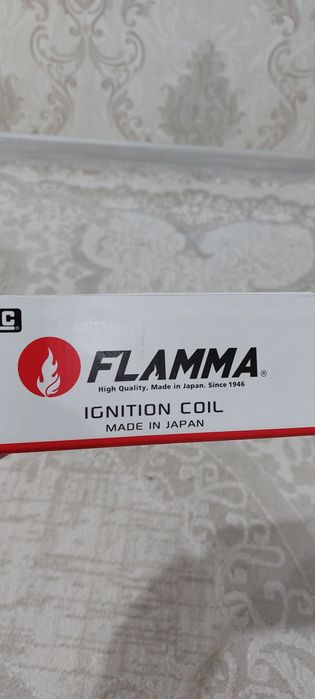 C®
FLAMMA®
High Quality, Made in Japan. Since 1946
IGNITION COIL
MADE IN JAPAN